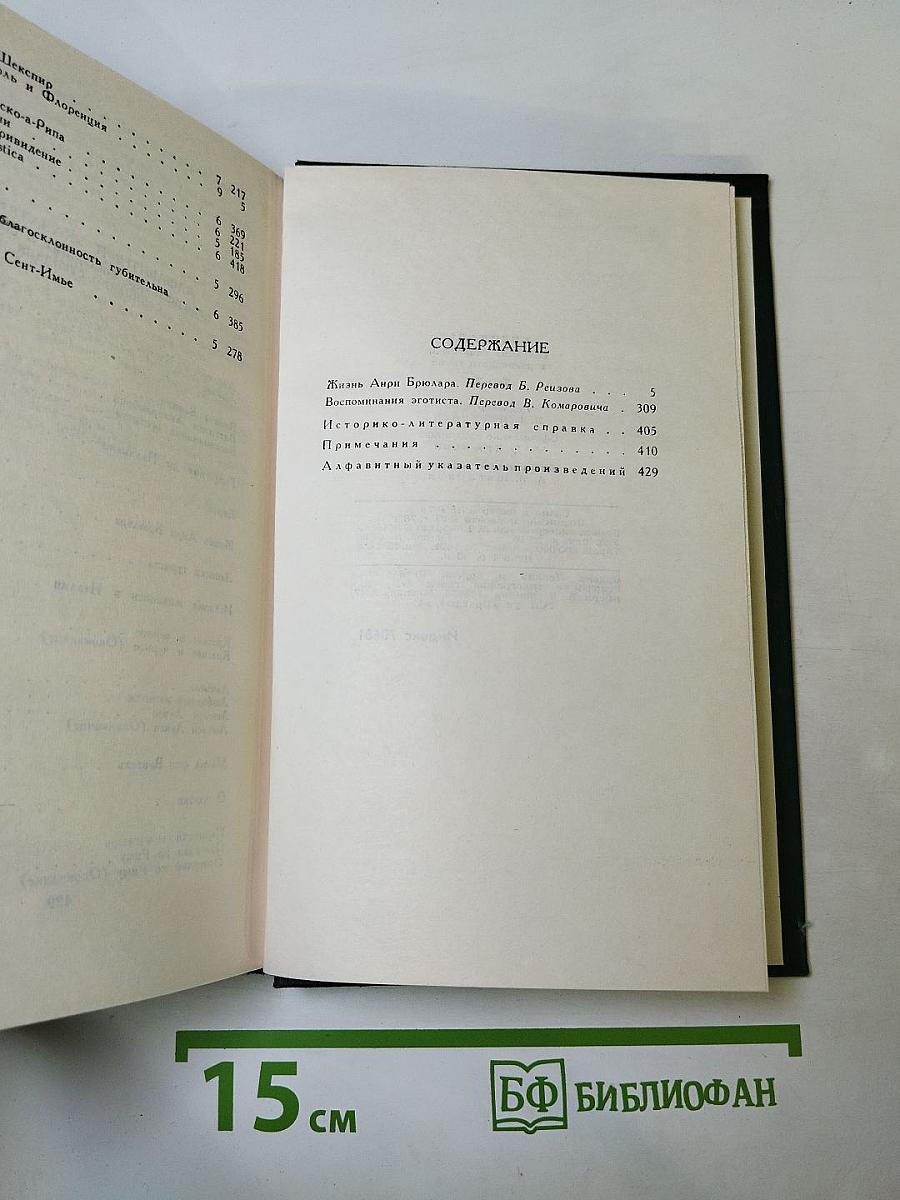 Шекспир
и Флоренция
7 217
9 5
ско-а-Рипа
6 369
6 221
5 185
stica
6 418
благосклонность губительна
5 296
6 385
Сент-Имье
5 278
СОДЕРЖАНИЕ
Жизнь Анри Брюлара. Перевод Б. Реизова . . . 5
Воспоминания эготиста. Перевод В. Комаровича . 309
Историко-литературная справка . . 405
Примечания . . . . . . . . . . . . . 410
Алфавитный указатель произведений 429
15 см
БФ БИБЛИОФАН